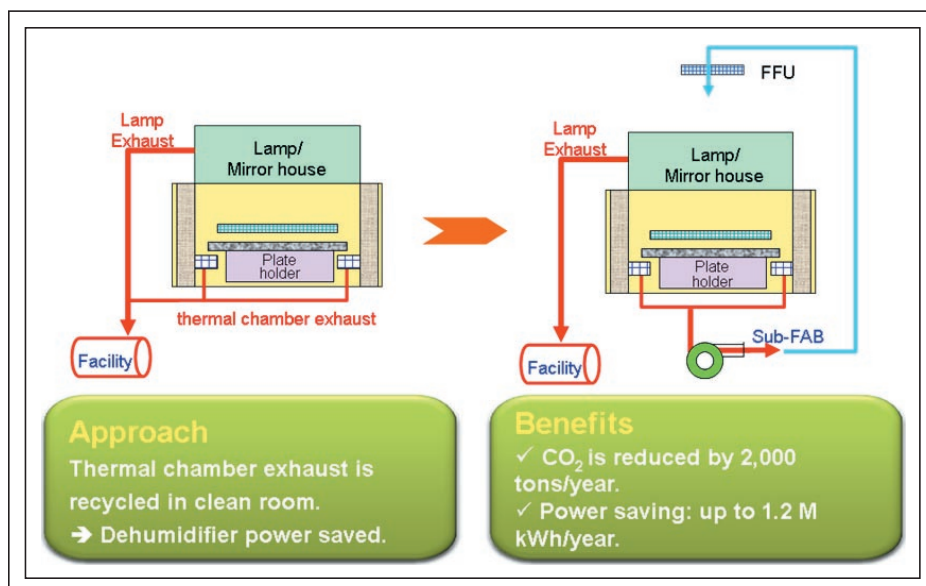 Lamp
Exhaust
Lamp/
Mirror house
Plate
holder
thermal chamber exhaust
Facility
FFU
Lamp
Exhaust
Lamp/
Mirror house
Plate
holder
Sub-FAB
Facility
Approach
Thermal chamber exhaust is
recycled in clean room.
➔ Dehumidifier power saved.
Benefits
✓ CO₂ is reduced by 2,000
tons/year.
✓ Power saving: up to 1.2 M
kWh/year.